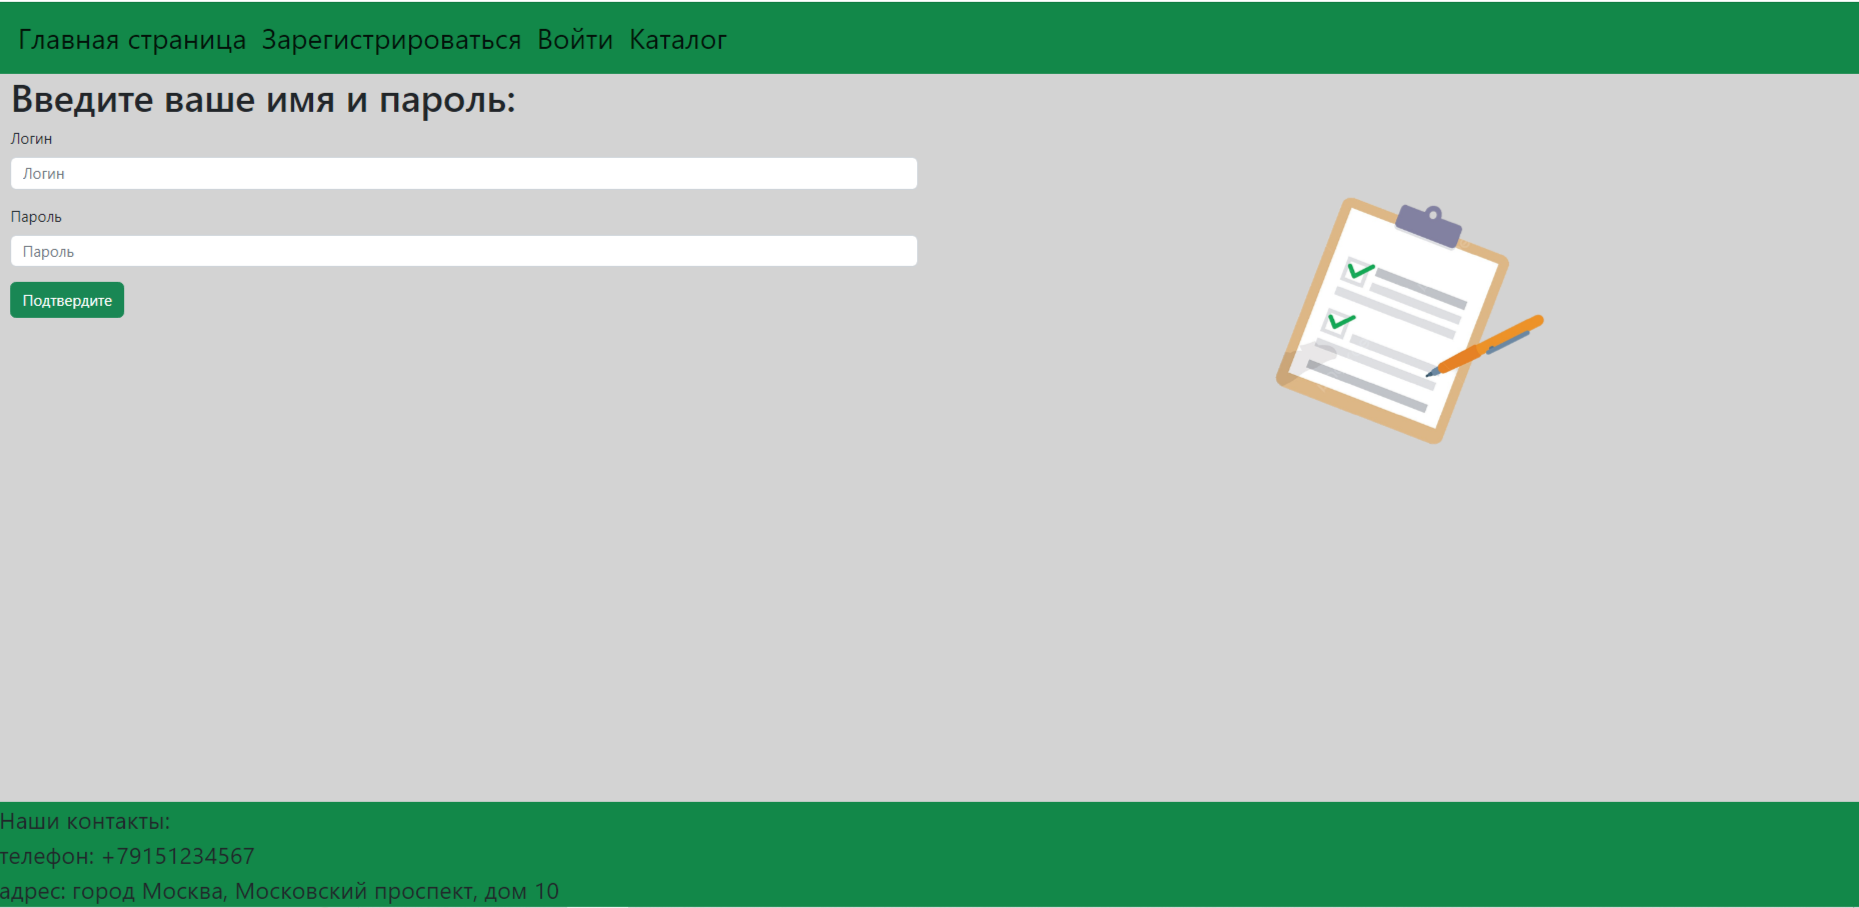 Главная страница Зарегистрироваться Войти Каталог
Введите ваше имя и пароль:
Логин
Логин
Пароль
Пароль
Подтвердите
Наши контакты:
телефон: +79151234567
адрес: город Москва, Московский проспект, дом 10